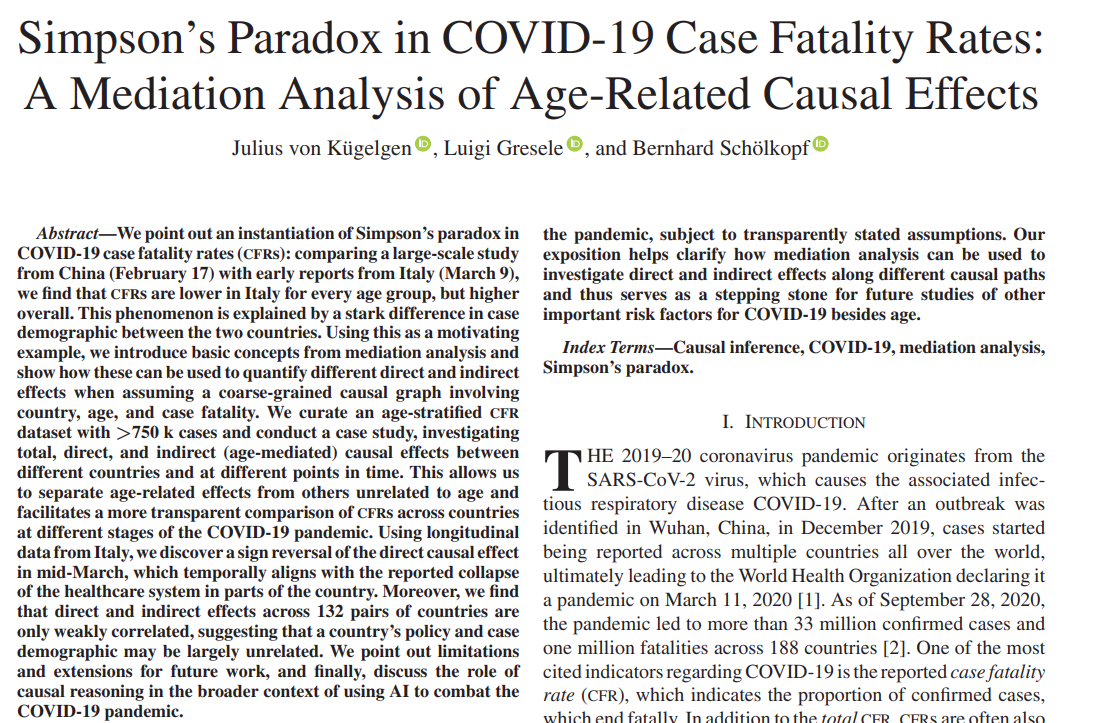 Simpson's Paradox in COVID-19 Case Fatality Rates:
A Mediation Analysis of Age-Related Causal Effects
Julius von Kügelgen iD, Luigi Gresele iD, and Bernhard Schölkopf iD
Abstract—We point out an instantiation of Simpson's paradox in
COVID-19 case fatality rates (CFRs): comparing a large-scale study
from China (February 17) with early reports from Italy (March 9),
we find that CFRs are lower in Italy for every age group, but higher
overall. This phenomenon is explained by a stark difference in case
demographic between the two countries. Using this as a motivating
example, we introduce basic concepts from mediation analysis and
show how these can be used to quantify different direct and indirect
effects when assuming a coarse-grained causal graph involving
country, age, and case fatality. We curate an age-stratified CFR
dataset with >750 k cases and conduct a case study, investigating
total, direct, and indirect (age-mediated) causal effects between
different countries and at different points in time. This allows us
to separate age-related effects from others unrelated to age and
facilitates a more transparent comparison of CFRs across countries
at different stages of the COVID-19 pandemic. Using longitudinal
data from Italy, we discover a sign reversal of the direct causal effect
in mid-March, which temporally aligns with the reported collapse
of the healthcare system in parts of the country. Moreover, we find
that direct and indirect effects across 132 pairs of countries are
only weakly correlated, suggesting that a country's policy and case
demographic may be largely unrelated. We point out limitations
and extensions for future work, and finally, discuss the role of
causal reasoning in the broader context of using AI to combat the
COVID-19 pandemic.
the pandemic, subject to transparently stated assumptions. Our
exposition helps clarify how mediation analysis can be used to
investigate direct and indirect effects along different causal paths
and thus serves as a stepping stone for future studies of other
important risk factors for COVID-19 besides age.
Index Terms—Causal inference, COVID-19, mediation analysis,
Simpson's paradox.
I. INTRODUCTION
THE 2019–20 coronavirus pandemic originates from the
SARS-CoV-2 virus, which causes the associated infec-
tious respiratory disease COVID-19. After an outbreak was
identified in Wuhan, China, in December 2019, cases started
being reported across multiple countries all over the world,
ultimately leading to the World Health Organization declaring it
a pandemic on March 11, 2020 [1]. As of September 28, 2020,
the pandemic led to more than 33 million confirmed cases and
one million fatalities across 188 countries [2]. One of the most
cited indicators regarding COVID-19 is the reported case fatality
rate (CFR), which indicates the proportion of confirmed cases,
which end fatally. In addition to the total CFR, CFRs are often also